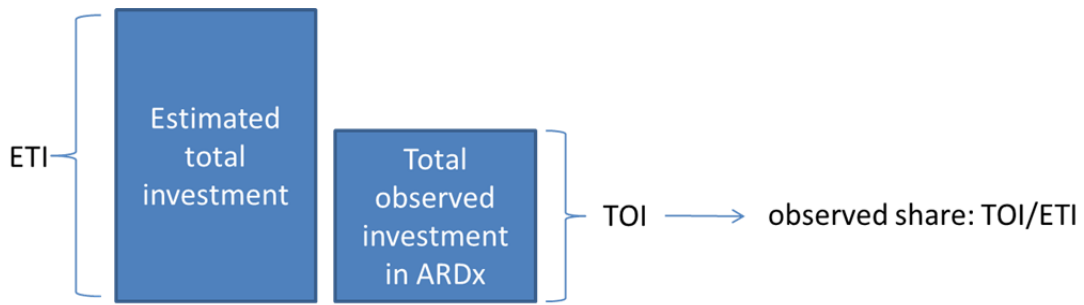 ETI
Estimated
total
investment
Total
observed
investment
in ARDx
TOI
observed share: TOI/ETI